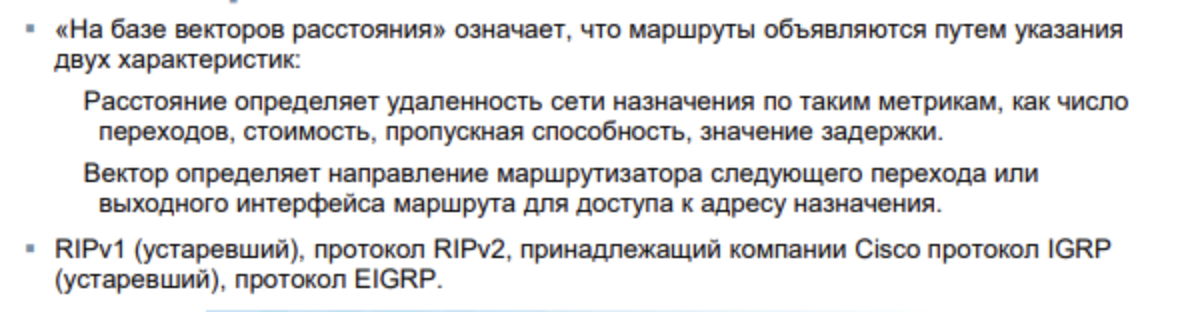 ▪ «На базе векторов расстояния» означает, что маршруты объявляются путем указания
двух характеристик:
Расстояние определяет удаленность сети назначения по таким метрикам, как число
переходов, стоимость, пропускная способность, значение задержки.
Вектор определяет направление маршрутизатора следующего перехода или
выходного интерфейса маршрута для доступа к адресу назначения.
▪ RIPv1 (устаревший), протокол RIPv2, принадлежащий компании Cisco протокол IGRP
(устаревший), протокол EIGRP.